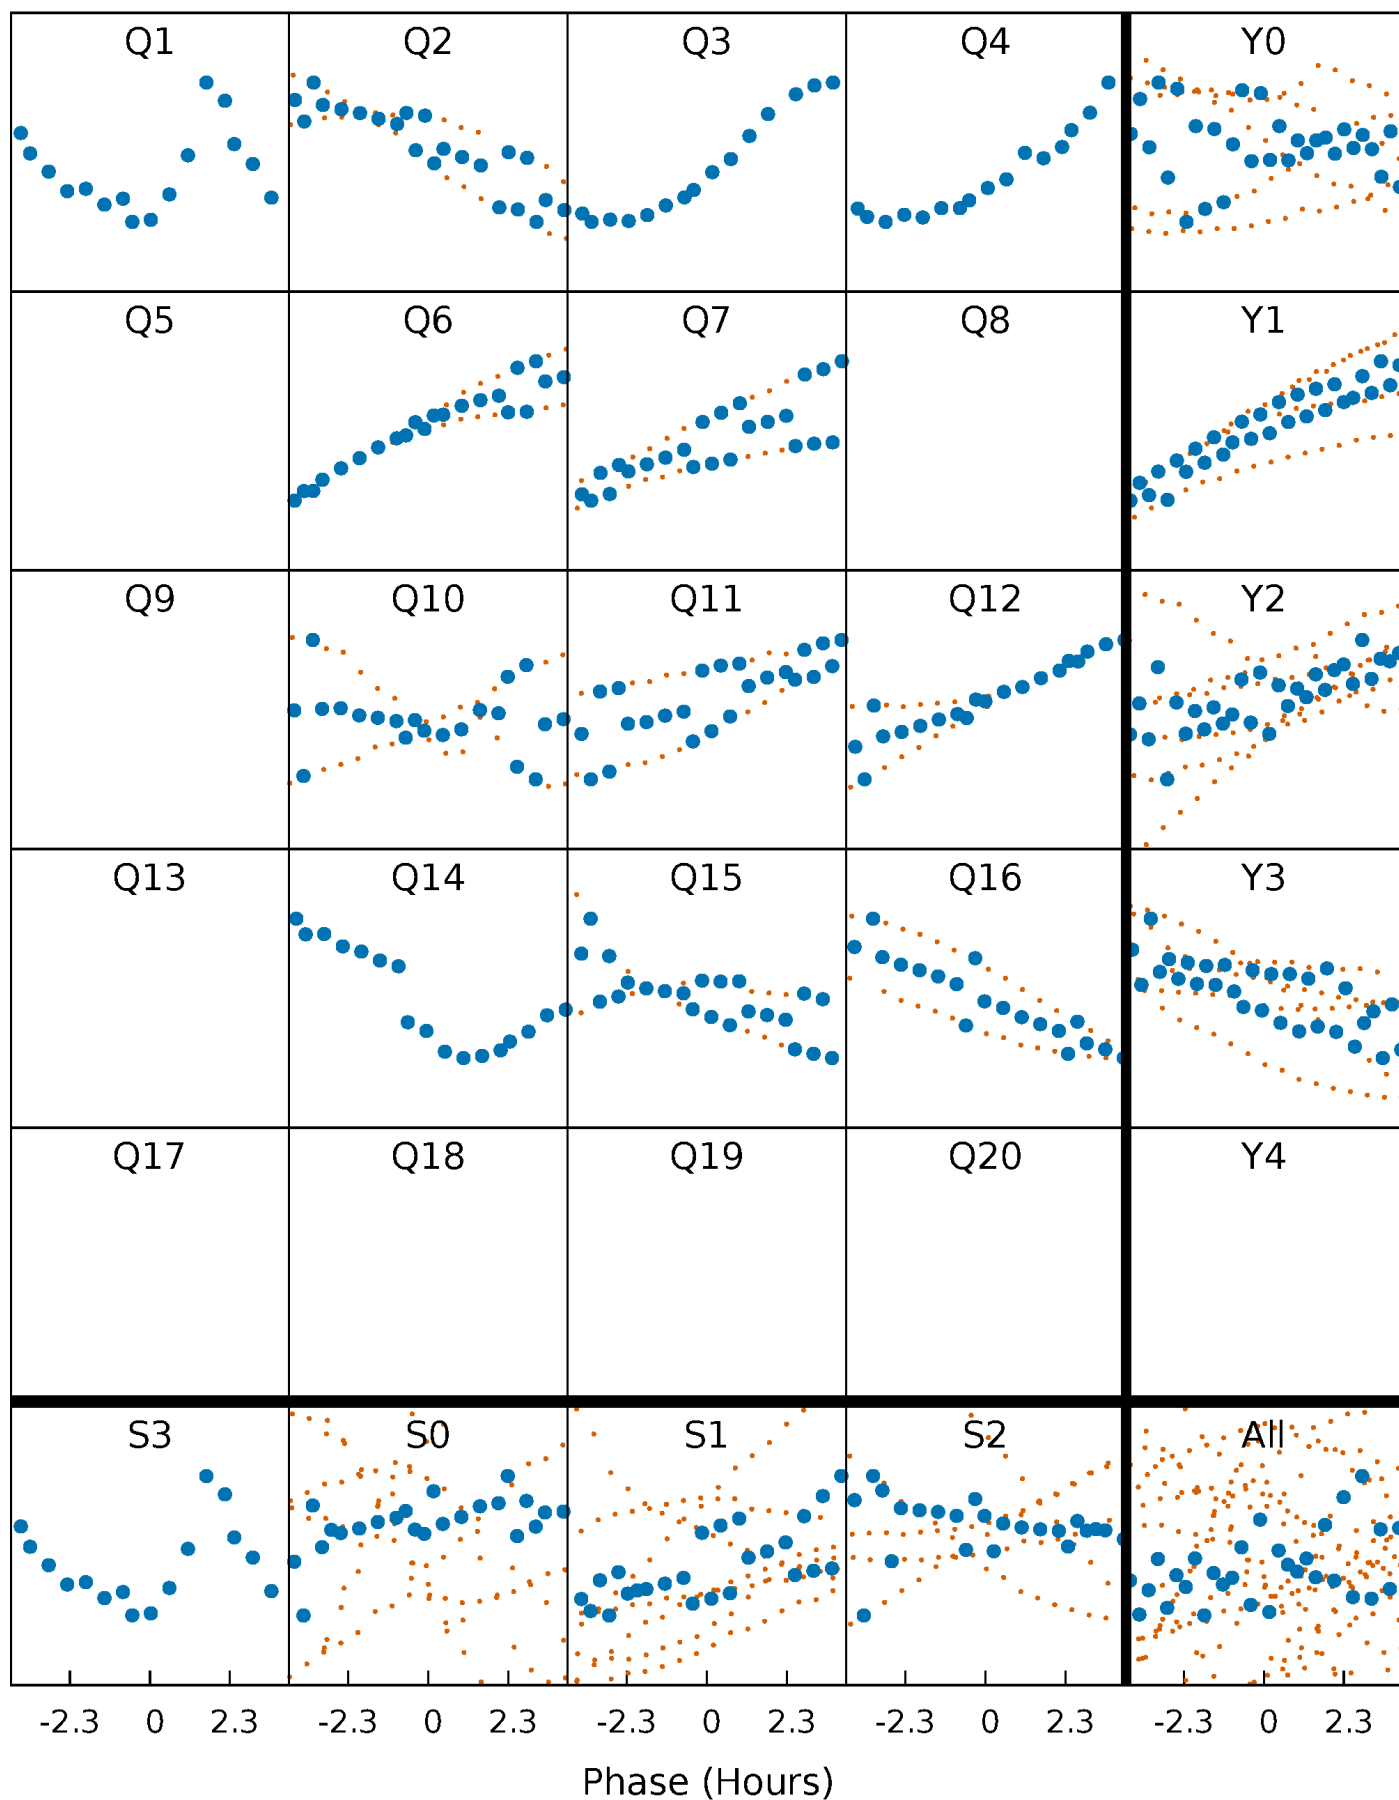 Q1 Q2 Q3 Q4 Y0
Q5 Q6 Q7 Q8 Y1
Q9 Q10 Q11 Q12 Y2
Q13 Q14 Q15 Q16 Y3
Q17 Q18 Q19 Q20 Y4
S3 S0 S1 S2 All
-2.3 0 2.3 -2.3 0 2.3 -2.3 0 2.3 -2.3 0 2.3 -2.3 0 2.3
Phase (Hours)